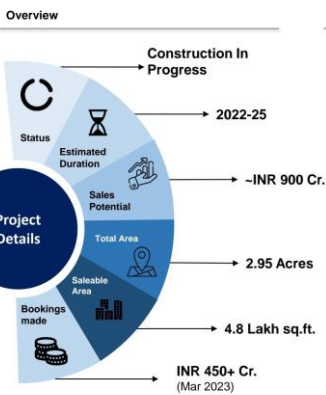 Overview
Construction In
Progress
Status
2022-25
Estimated
Duration
~INR 900 Cr.
Sales
Potential
Project
Details
Total Area
2.95 Acres
Saleable
Area
4.8 Lakh sq.ft.
Bookings
made
INR 450+ Cr.
(Mar 2023)